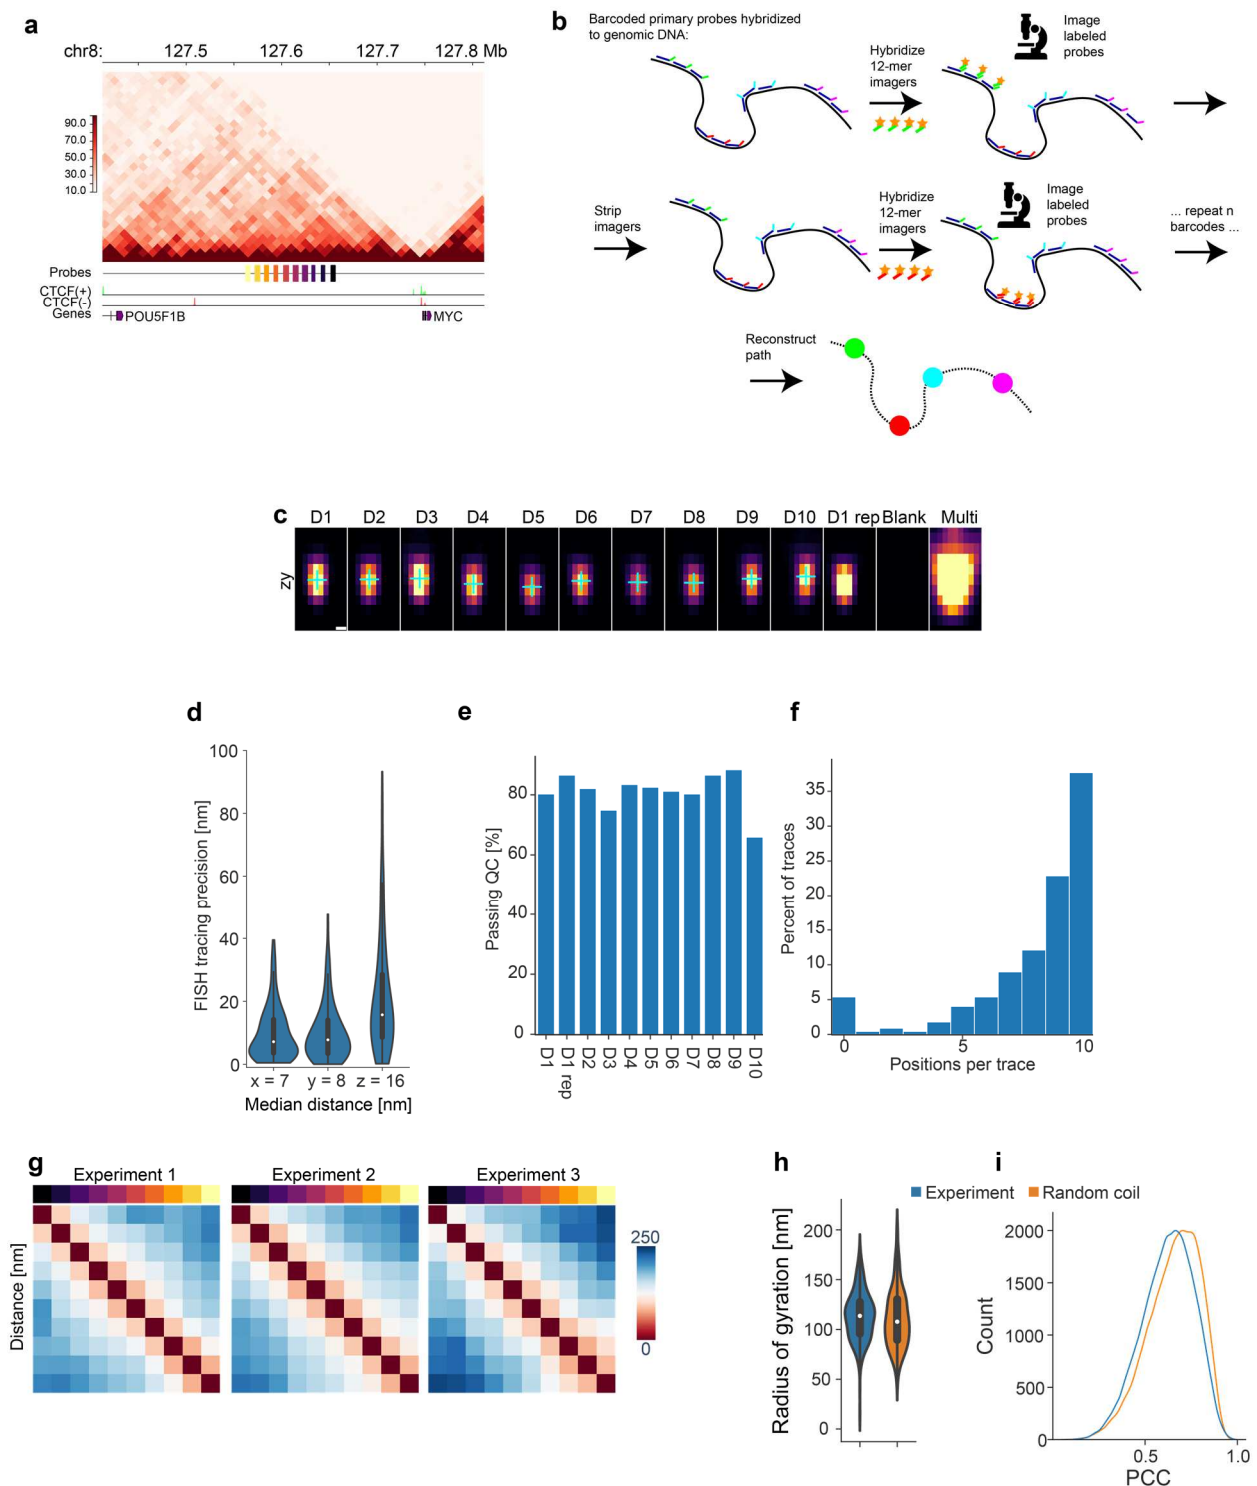 a
chr8: 127.5 127.6 127.7 127.8 Mb
90.0
70.0
50.0
30.0
10.0
Probes
CTCF(+)
CTCF(-)
Genes
POU5F1B
MYC
b
Barcoded primary probes hybridized
to genomic DNA:
Hybridize
12-mer
imagers
Image
labeled
probes
Strip
imagers
Hybridize
12-mer
imagers
Image
labeled
probes
... repeat n
barcodes ...
Reconstruct
path
c
D1 D2 D3 D4 D5 D6 D7 D8 D9 D10 D1 rep Blank Multi
zy
d
FISH tracing precision [nm]
100
80
60
40
20
0
x = 7 y = 8 z = 16
Median distance [nm]
e
Passing QC [%]
80
60
40
20
0
D1
D1 rep
D2
D3
D4
D5
D6
D7
D8
D9
D10
f
Percent of traces
35
30
25
20
15
10
5
0
0 5 10
Positions per trace
g
Experiment 1 Experiment 2 Experiment 3
Distance [nm]
250
0
h
Radius of gyration [nm]
200
150
100
50
0
i
Experiment Random coil
Count
2000
1500
1000
500
0
0.5 1.0
PCC